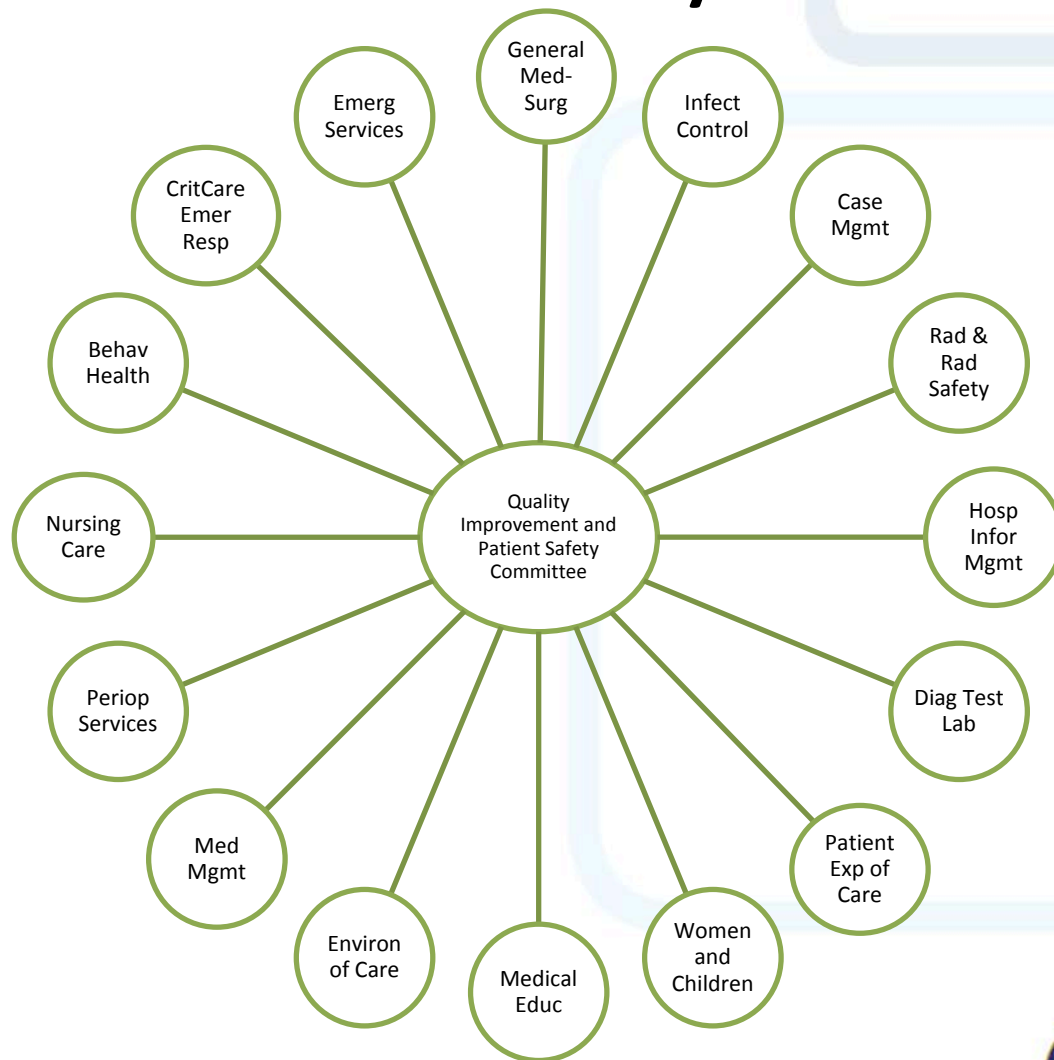 General
Med-
Surg
Infect
Control
Case
Mgmt
Rad &
Rad
Safety
Hosp
Infor
Mgmt
Diag Test
Lab
Patient
Exp of
Care
Women
and
Children
Medical
Educ
Environ
of Care
Med
Mgmt
Periop
Services
Nursing
Care
Behav
Health
CritCare
Emer
Resp
Emerg
Services
Quality
Improvement and
Patient Safety
Committee